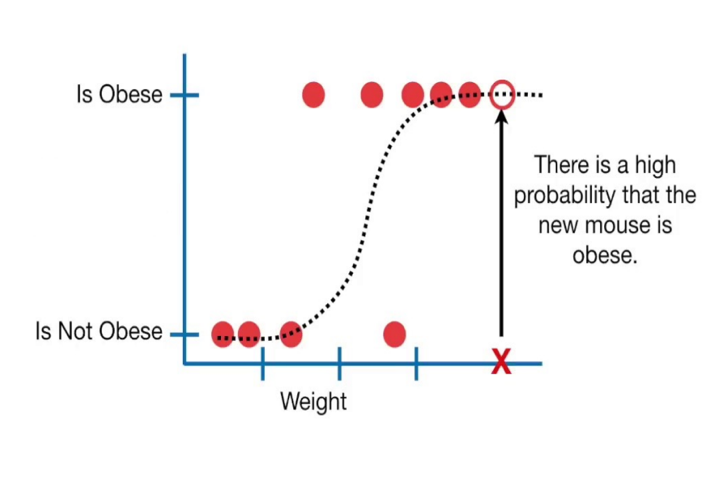 Is Obese
There is a high
probability that the
new mouse is
obese.
Is Not Obese
X
Weight